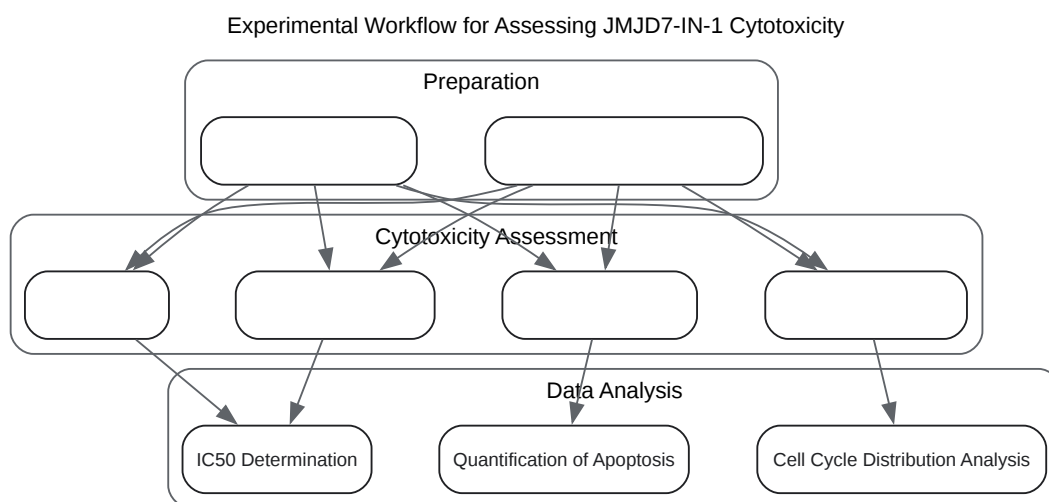 Experimental Workflow for Assessing JMJD7-IN-1 Cytotoxicity
Preparation
Cytotoxicity Assessment
Data Analysis
IC50 Determination
Quantification of Apoptosis
Cell Cycle Distribution Analysis